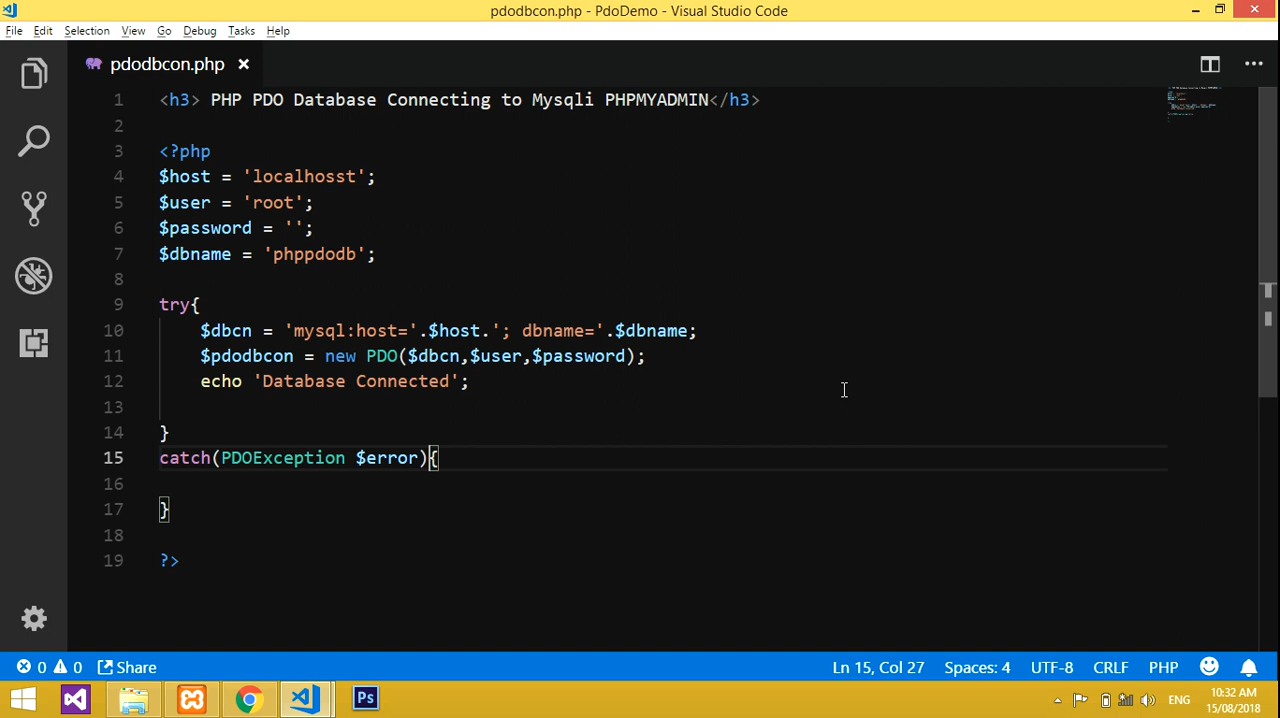 pdodbcon.php - PdoDemo - Visual Studio Code
File Edit Selection View Go Debug Tasks Help
pdodbcon.php
1 <h3> PHP PDO Database Connecting to Mysqli PHPMYADMIN</h3>
2
3 <?php
4 $host = 'localhosst';
5 $user = 'root';
6 $password = '';
7 $dbname = 'phppdodb';
8
9 try{
10 $dbcn = 'mysql:host='.$host.'; dbname='.$dbname;
11 $pdodbcon = new PDO($dbcn,$user,$password);
12 echo 'Database Connected';
13
14 }
15 catch(PDOException $error){
16
17 }
18
19 ?>
0 0 Share Ln 15, Col 27 Spaces: 4 UTF-8 CRLF PHP
Ps ENG 10:32 AM
15/08/2018